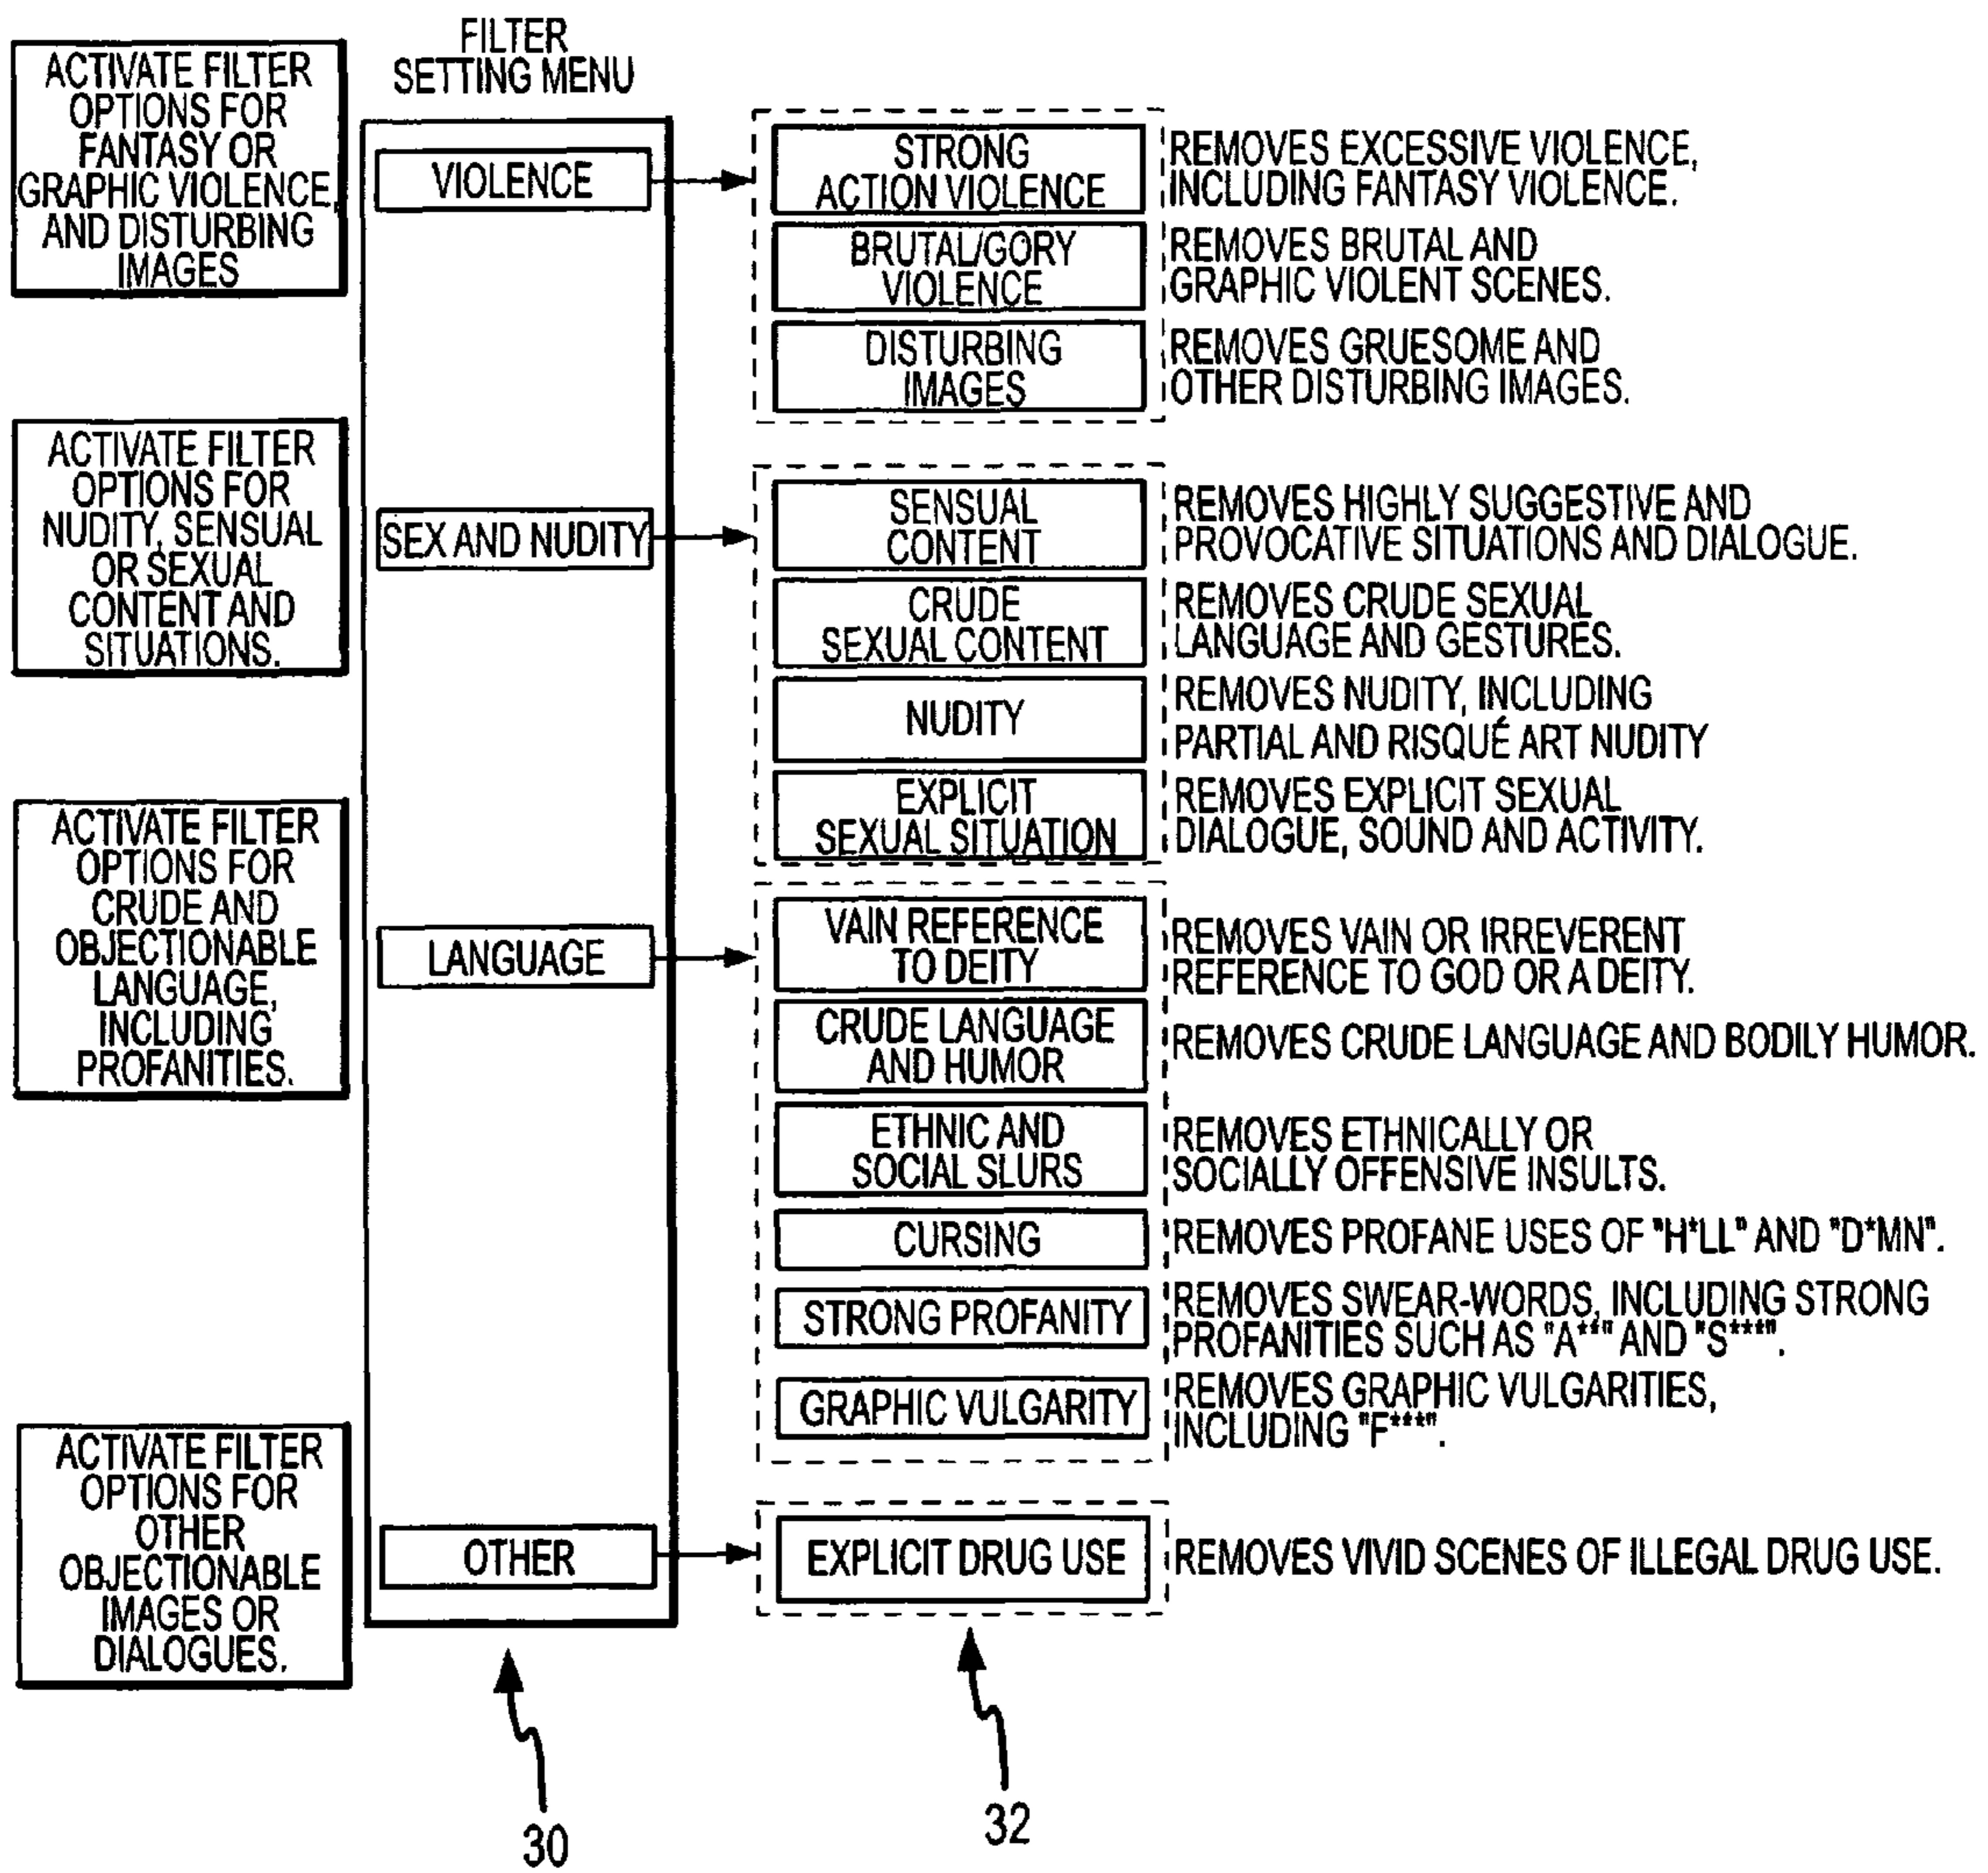 FILTER
SETTING MENU
ACTIVATE FILTER
OPTIONS FOR
FANTASY OR
GRAPHIC VIOLENCE,
AND DISTURBING
IMAGES
VIOLENCE
STRONG
ACTION VIOLENCE
REMOVES EXCESSIVE VIOLENCE,
INCLUDING FANTASY VIOLENCE.
BRUTAL/GORY
VIOLENCE
REMOVES BRUTAL AND
GRAPHIC VIOLENT SCENES.
DISTURBING
IMAGES
REMOVES GRUESOME AND
OTHER DISTURBING IMAGES.
ACTIVATE FILTER
OPTIONS FOR
NUDITY, SENSUAL
OR SEXUAL
CONTENT AND
SITUATIONS.
SEX AND NUDITY
SENSUAL
CONTENT
REMOVES HIGHLY SUGGESTIVE AND
PROVOCATIVE SITUATIONS AND DIALOGUE.
CRUDE
SEXUAL CONTENT
REMOVES CRUDE SEXUAL
LANGUAGE AND GESTURES.
NUDITY
REMOVES NUDITY, INCLUDING
PARTIAL AND RISQUÉ ART NUDITY
EXPLICIT
SEXUAL SITUATION
REMOVES EXPLICIT SEXUAL
DIALOGUE, SOUND AND ACTIVITY.
ACTIVATE FILTER
OPTIONS FOR
CRUDE AND
OBJECTIONABLE
LANGUAGE,
INCLUDING
PROFANITIES.
LANGUAGE
VAIN REFERENCE
TO DEITY
REMOVES VAIN OR IRREVERENT
REFERENCE TO GOD OR A DEITY.
CRUDE LANGUAGE
AND HUMOR
REMOVES CRUDE LANGUAGE AND BODILY HUMOR.
ETHNIC AND
SOCIAL SLURS
REMOVES ETHNICALLY OR
SOCIALLY OFFENSIVE INSULTS.
CURSING
REMOVES PROFANE USES OF "H*LL" AND "D*MN".
STRONG PROFANITY
REMOVES SWEAR-WORDS, INCLUDING STRONG
PROFANITIES SUCH AS "A**" AND "S***".
GRAPHIC VULGARITY
REMOVES GRAPHIC VULGARITIES,
INCLUDING "F***".
ACTIVATE FILTER
OPTIONS FOR
OTHER
OBJECTIONABLE
IMAGES OR
DIALOGUES.
OTHER
EXPLICIT DRUG USE
REMOVES VIVID SCENES OF ILLEGAL DRUG USE.
30
32